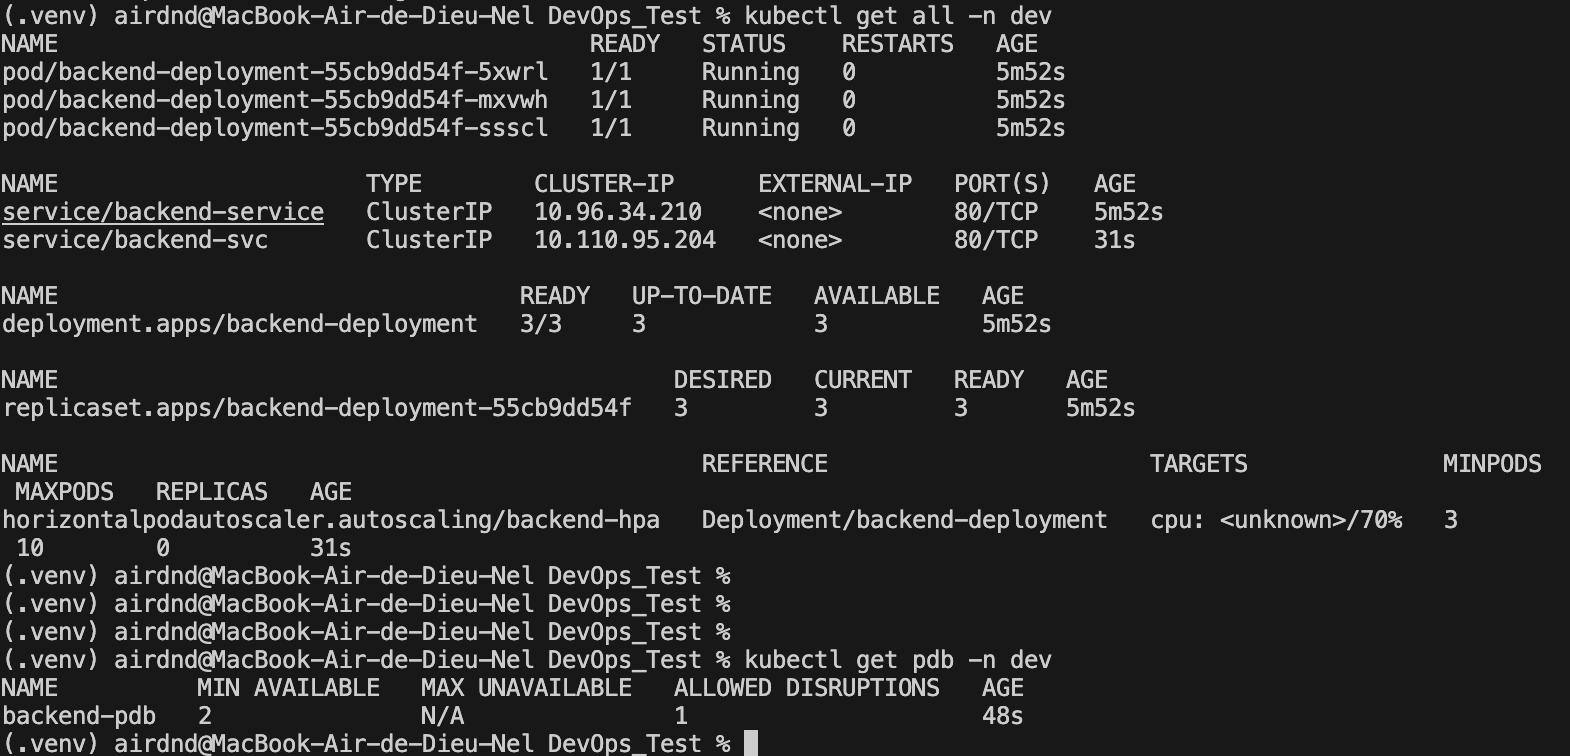 (.venv) airdnd@MacBook-Air-de-Dieu-Nel DevOps_Test % kubectl get all -n dev
NAME                                      READY   STATUS    RESTARTS   AGE
pod/backend-deployment-55cb9dd54f-5xwrl   1/1     Running   0          5m52s
pod/backend-deployment-55cb9dd54f-mxvwh   1/1     Running   0          5m52s
pod/backend-deployment-55cb9dd54f-ssscl   1/1     Running   0          5m52s

NAME                      TYPE        CLUSTER-IP      EXTERNAL-IP   PORT(S)   AGE
service/backend-service   ClusterIP   10.96.34.210    <none>        80/TCP    5m52s
service/backend-svc       ClusterIP   10.110.95.204   <none>        80/TCP    31s

NAME                                 READY   UP-TO-DATE   AVAILABLE   AGE
deployment.apps/backend-deployment   3/3     3            3           5m52s

NAME                                            DESIRED   CURRENT   READY   AGE
replicaset.apps/backend-deployment-55cb9dd54f   3         3         3       5m52s

NAME                                              REFERENCE                       TARGETS              MINPODS
 MAXPODS   REPLICAS   AGE
horizontalpodautoscaler.autoscaling/backend-hpa   Deployment/backend-deployment   cpu: <unknown>/70%   3
 10        0          31s
(.venv) airdnd@MacBook-Air-de-Dieu-Nel DevOps_Test %
(.venv) airdnd@MacBook-Air-de-Dieu-Nel DevOps_Test %
(.venv) airdnd@MacBook-Air-de-Dieu-Nel DevOps_Test %
(.venv) airdnd@MacBook-Air-de-Dieu-Nel DevOps_Test % kubectl get pdb -n dev
NAME          MIN AVAILABLE   MAX UNAVAILABLE   ALLOWED DISRUPTIONS   AGE
backend-pdb   2               N/A               1                     48s
(.venv) airdnd@MacBook-Air-de-Dieu-Nel DevOps_Test %